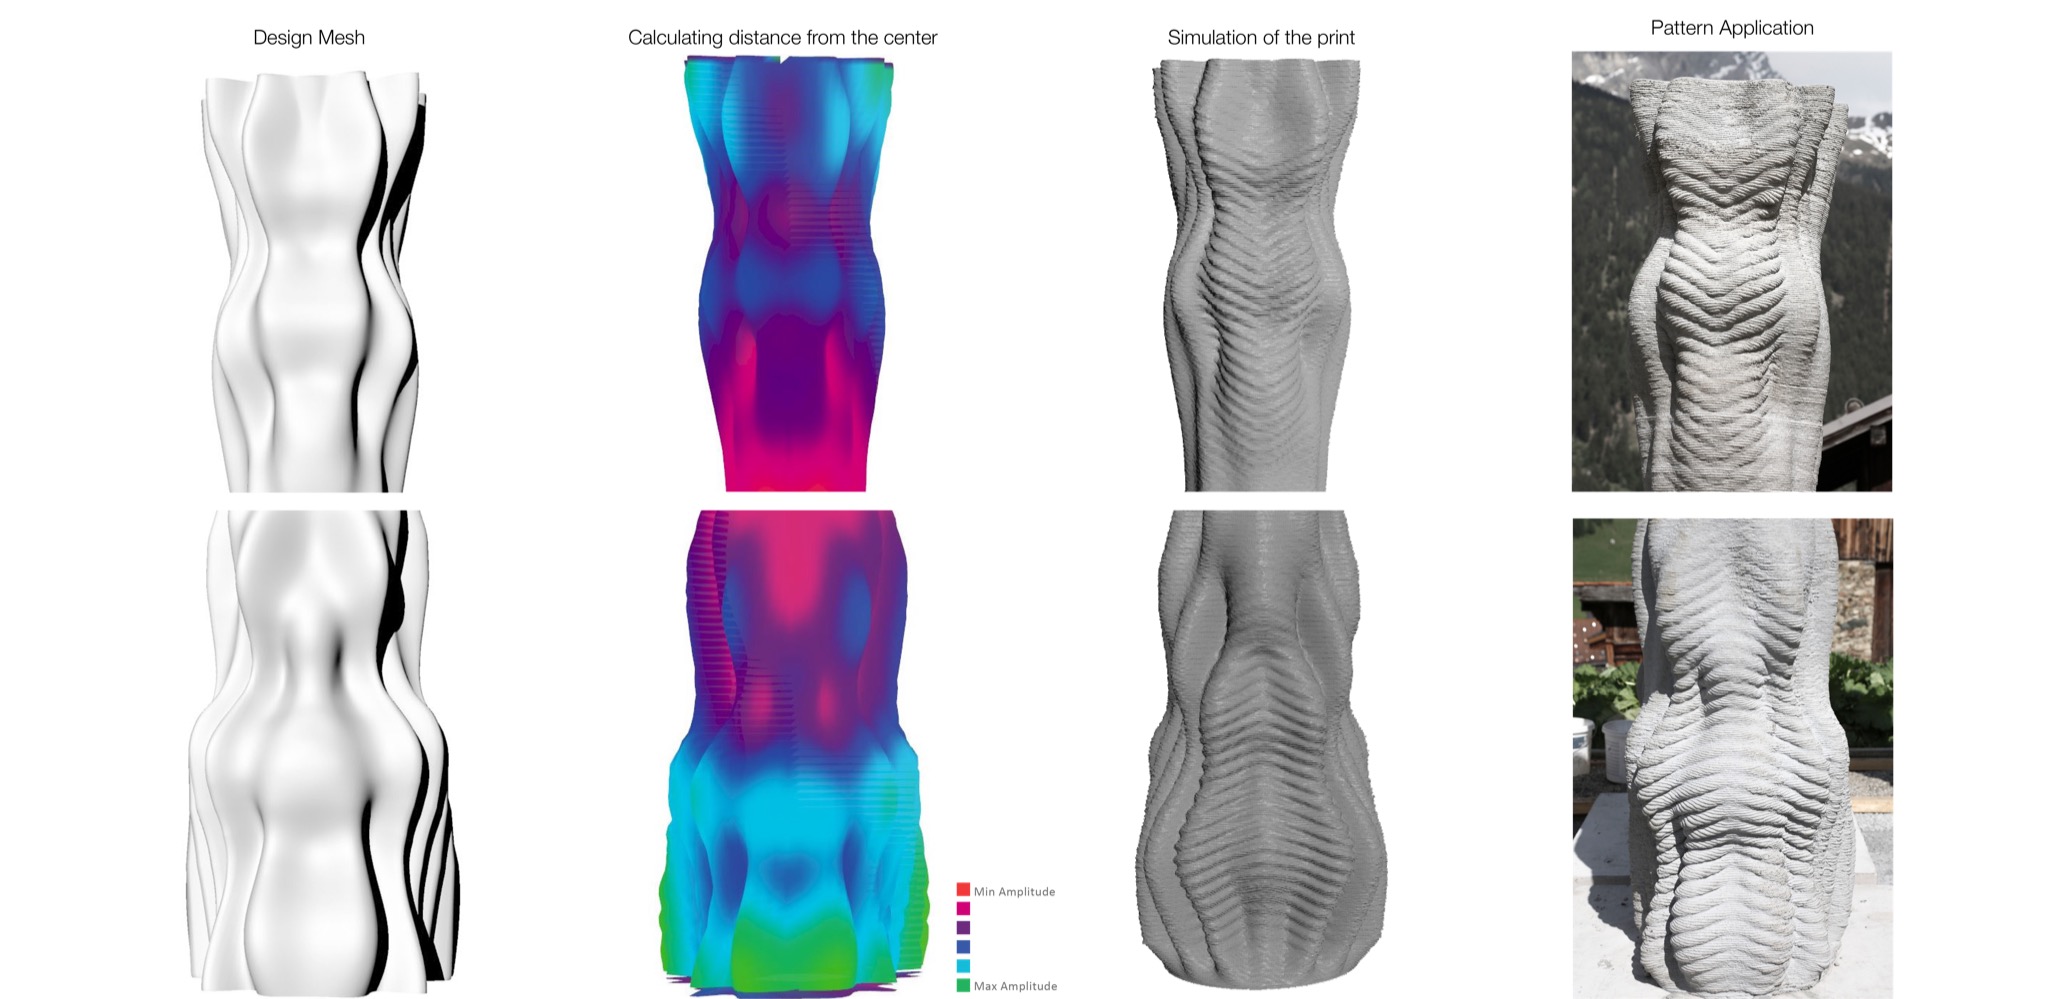 Design Mesh
Calculating distance from the center
Simulation of the print
Pattern Application
Min Amplitude
Max Amplitude